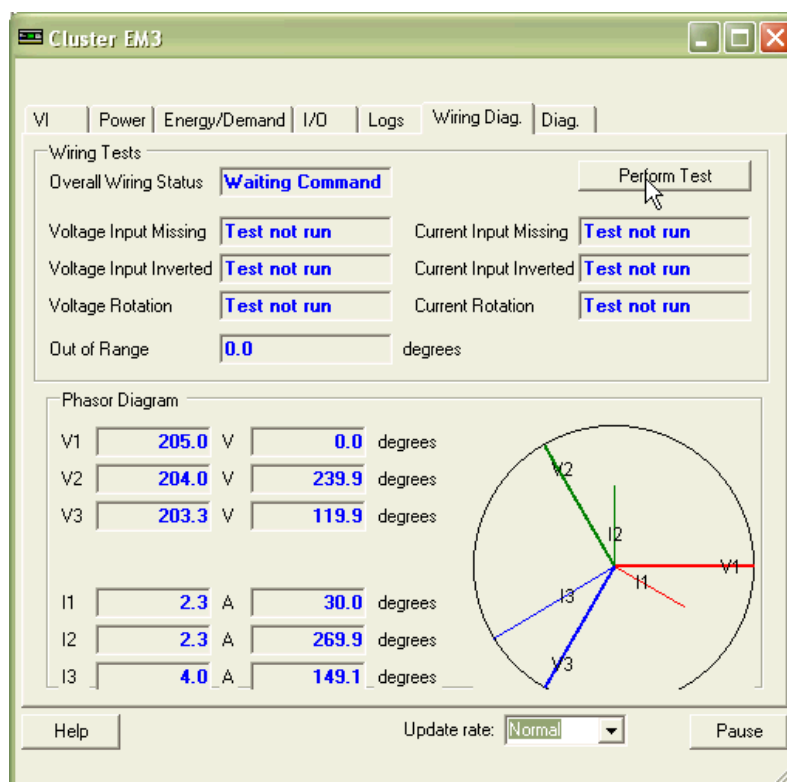 Cluster EM3
VI Power Energy/Demand I/O Logs Wiring Diag. Diag.
Wiring Tests
Overall Wiring Status Waiting Command Perform Test
Voltage Input Missing Test not run Current Input Missing Test not run
Voltage Input Inverted Test not run Current Input Inverted Test not run
Voltage Rotation Test not run Current Rotation Test not run
Out of Range 0.0 degrees
Phasor Diagram
V1 205.0 V 0.0 degrees
V2 204.0 V 239.9 degrees
V3 203.3 V 119.9 degrees
I1 2.3 A 30.0 degrees
I2 2.3 A 269.9 degrees
I3 4.0 A 149.1 degrees
V2
I2
V1
I1
I3
V3
Help Update rate: Normal Pause